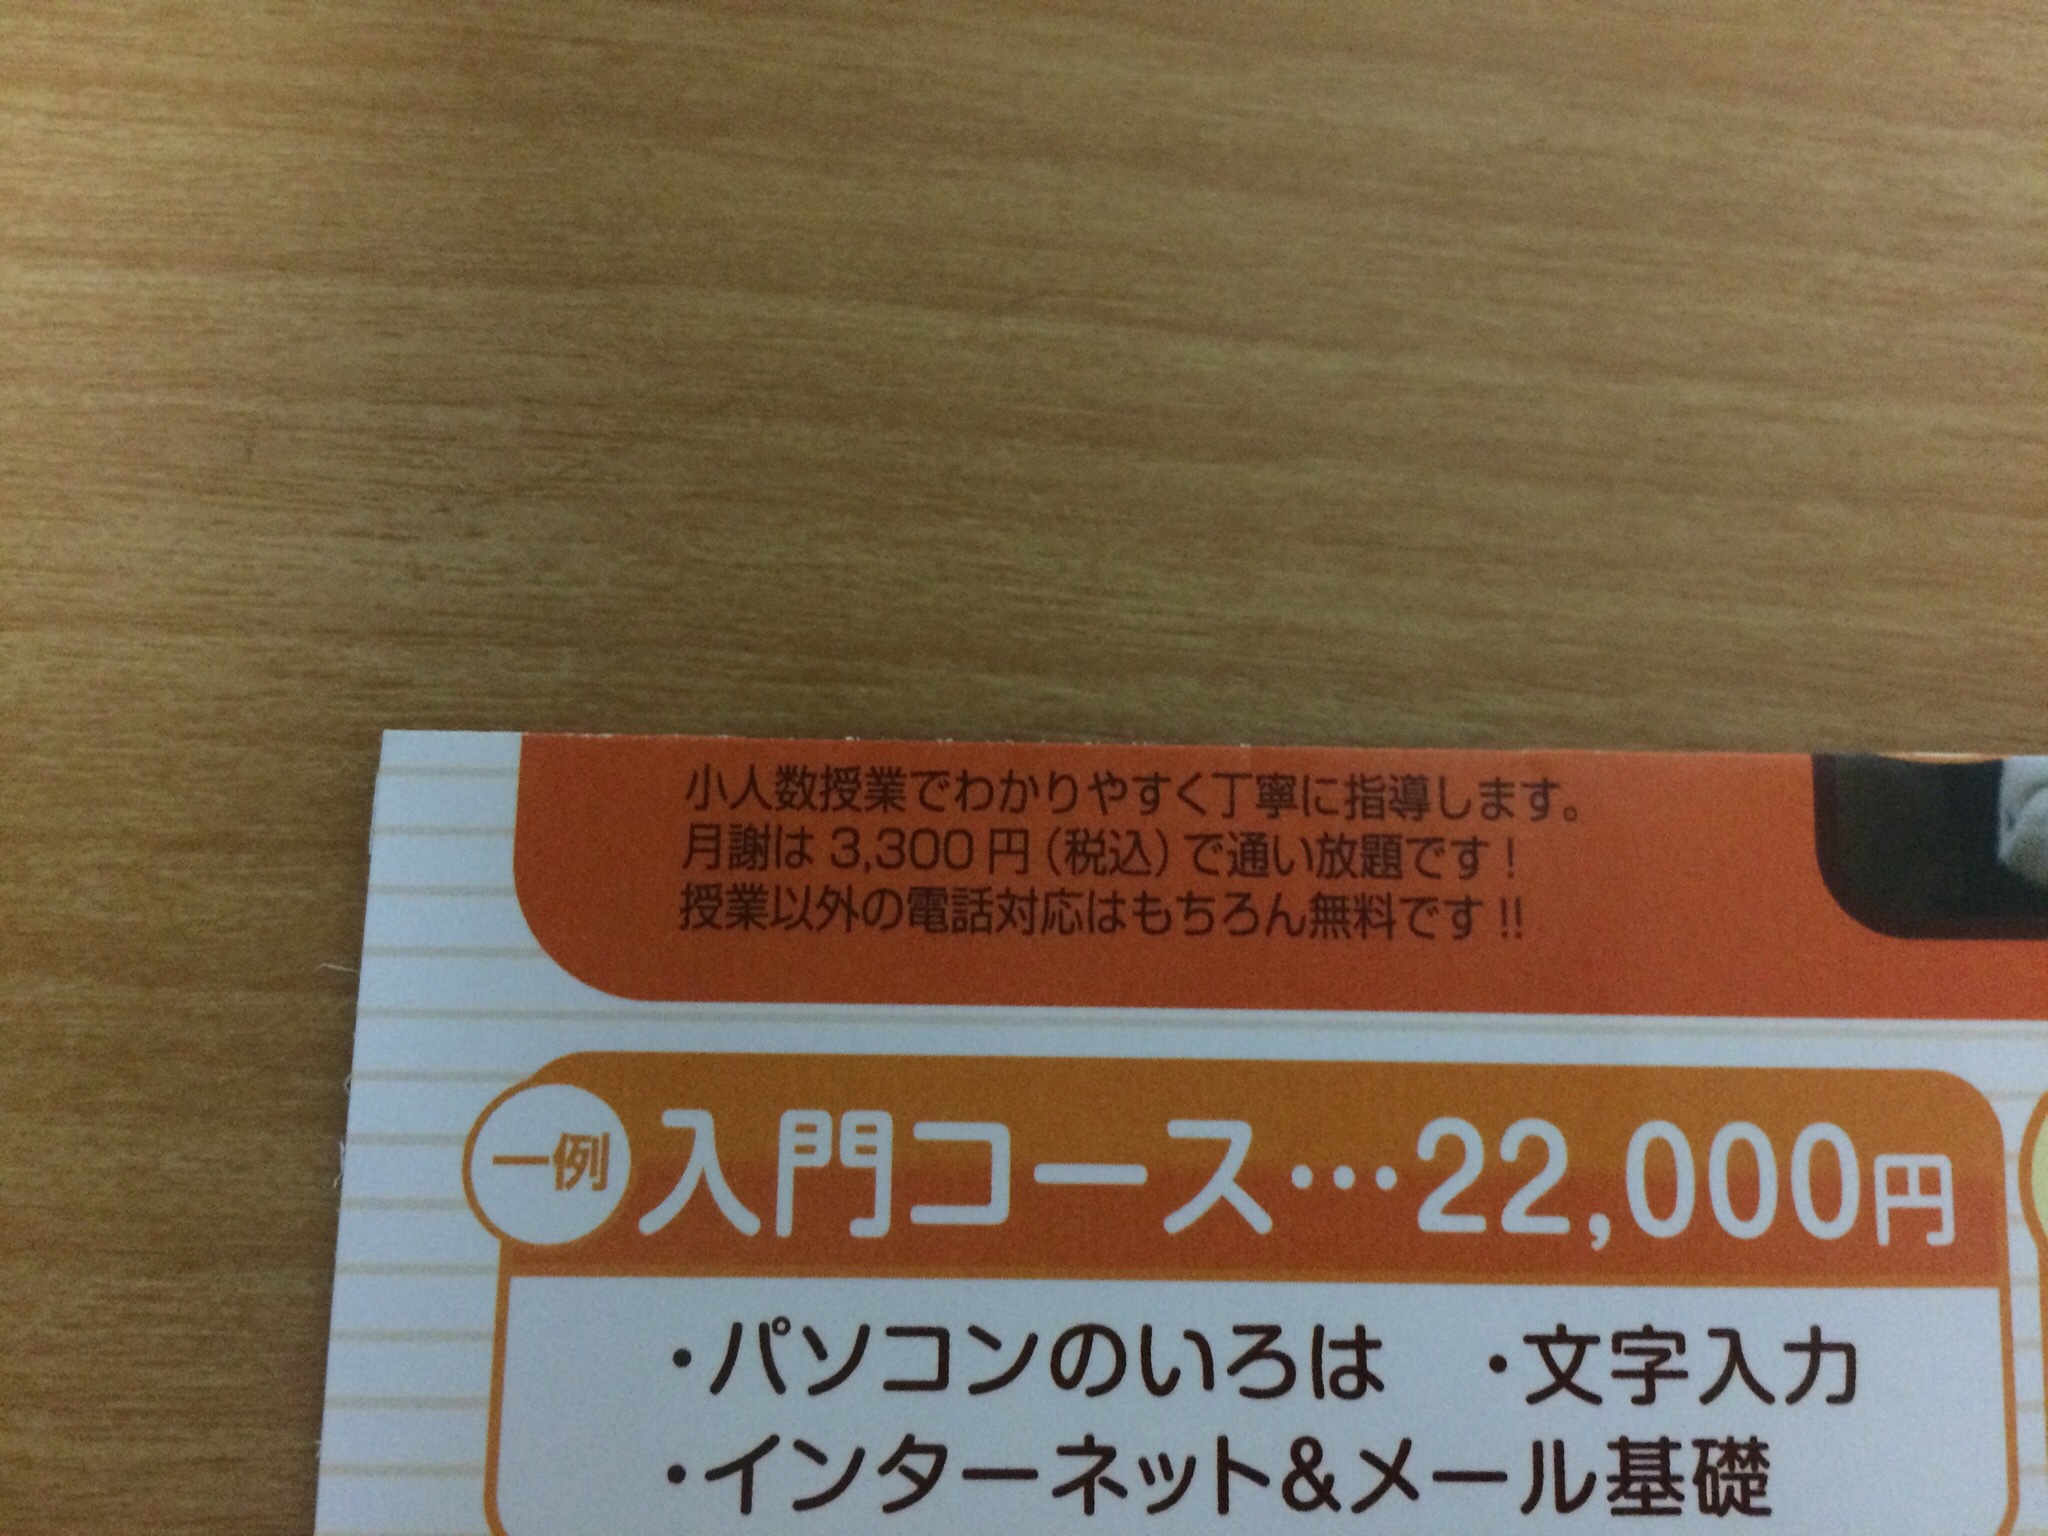 小人数授業でわかりやすく丁寧に指導します。
月謝は 3,300 円（税込）で通い放題です！
授業以外の電話対応はもちろん無料です!!
一例 入門コース…22,000円
・パソコンのいろは ・文字入力
・インターネット&メール基礎